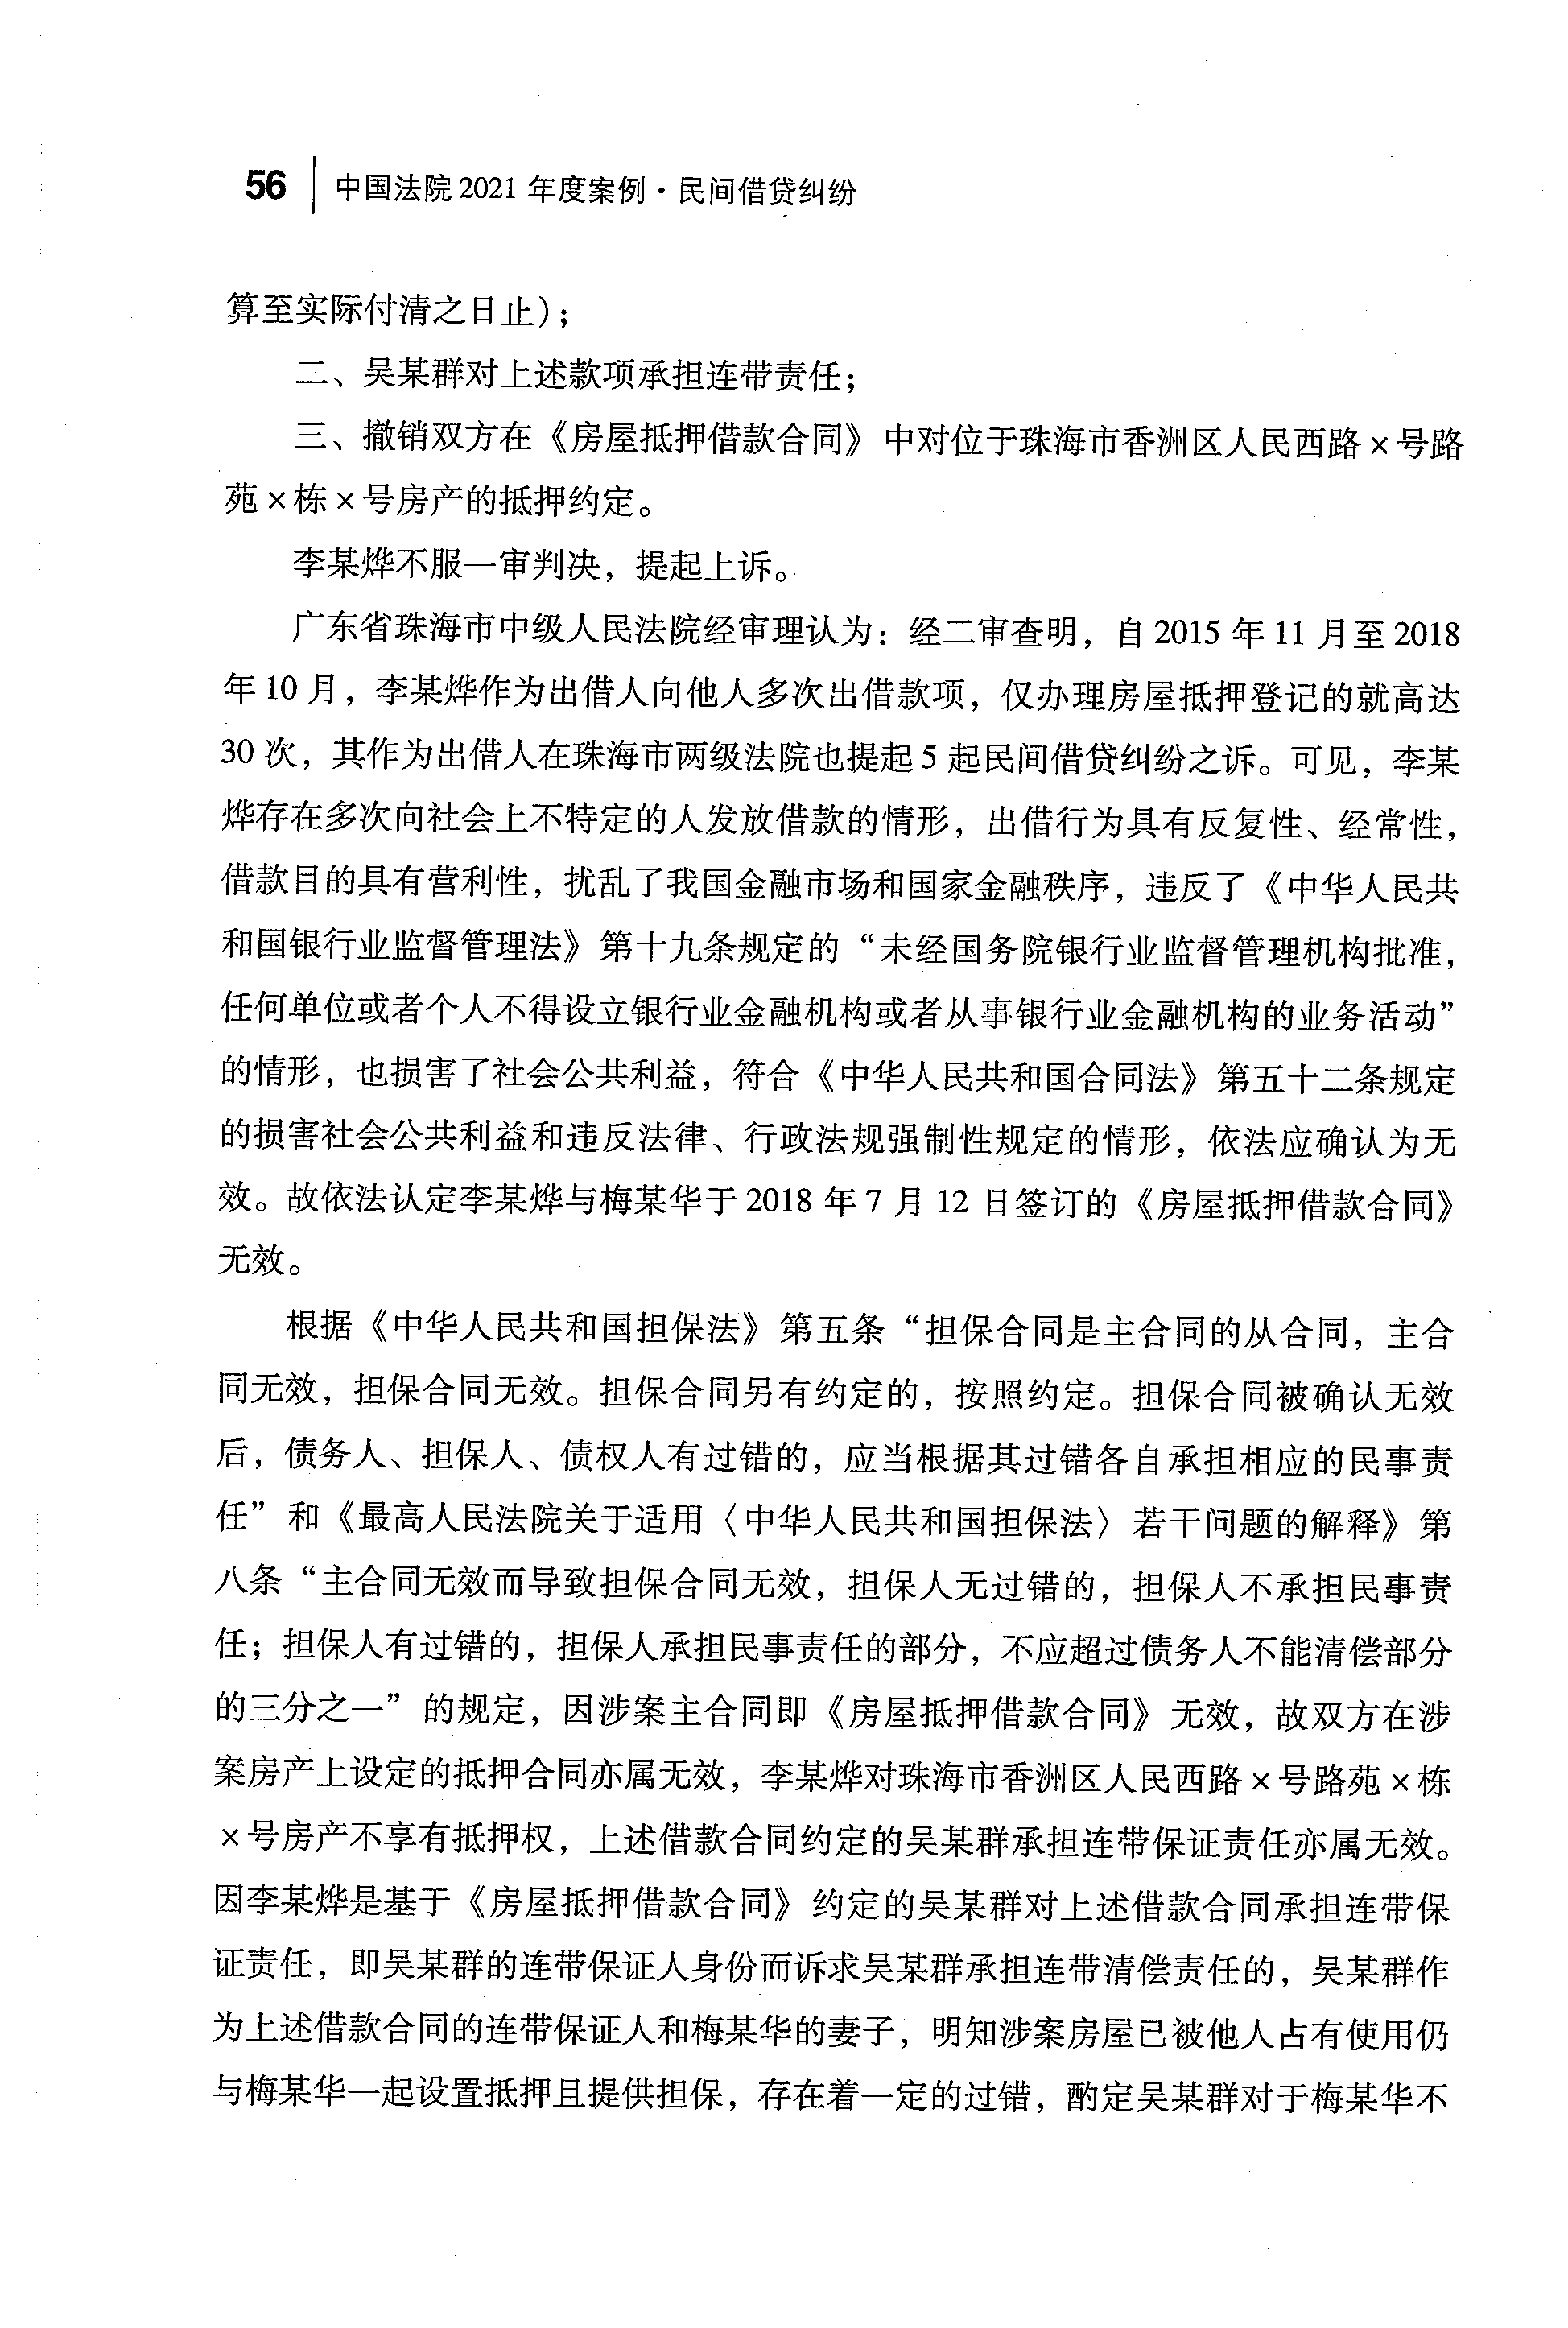 56 中国法院2021年度案例·民间借贷纠纷
算至实际付清之日止）；
二、吴某群对上述款项承担连带责任；
三、撤销双方在《房屋抵押借款合同》中对位于珠海市香洲区人民西路×号路
苑×栋×号房产的抵押约定。
李某烨不服一审判决，提起上诉。
广东省珠海市中级人民法院经审理认为：经二审查明，自2015年11月至2018
年10月，李某烨作为出借人向他人多次出借款项，仅办理房屋抵押登记的就高达
30次，其作为出借人在珠海市两级法院也提起5起民间借贷纠纷之诉。可见，李某
烨存在多次向社会上不特定的人发放借款的情形，出借行为具有反复性、经常性，
借款目的具有营利性，扰乱了我国金融市场和国家金融秩序，违反了《中华人民共
和国银行业监督管理法》第十九条规定的“未经国务院银行业监督管理机构批准，
任何单位或者个人不得设立银行业金融机构或者从事银行业金融机构的业务活动”
的情形，也损害了社会公共利益，符合《中华人民共和国合同法》第五十二条规定
的损害社会公共利益和违反法律、行政法规强制性规定的情形，依法应确认为无
效。故依法认定李某烨与梅某华于2018年7月12日签订的《房屋抵押借款合同》
无效。
根据《中华人民共和国担保法》第五条“担保合同是主合同的从合同，主合
同无效，担保合同无效。担保合同另有约定的，按照约定。担保合同被确认无效
后，债务人、担保人、债权人有过错的，应当根据其过错各自承担相应的民事责
任”和《最高人民法院关于适用〈中华人民共和国担保法〉若干问题的解释》第
八条“主合同无效而导致担保合同无效，担保人无过错的，担保人不承担民事责
任；担保人有过错的，担保人承担民事责任的部分，不应超过债务人不能清偿部分
的三分之一”的规定，因涉案主合同即《房屋抵押借款合同》无效，故双方在涉
案房产上设定的抵押合同亦属无效，李某烨对珠海市香洲区人民西路×号路苑×栋
×号房产不享有抵押权，上述借款合同约定的吴某群承担连带保证责任亦属无效。
因李某烨是基于《房屋抵押借款合同》约定的吴某群对上述借款合同承担连带保
证责任，即吴某群的连带保证人身份而诉求吴某群承担连带清偿责任的，吴某群作
为上述借款合同的连带保证人和梅某华的妻子，明知涉案房屋已被他人占有使用仍
与梅某华一起设置抵押且提供担保，存在着一定的过错，酌定吴某群对于梅某华不